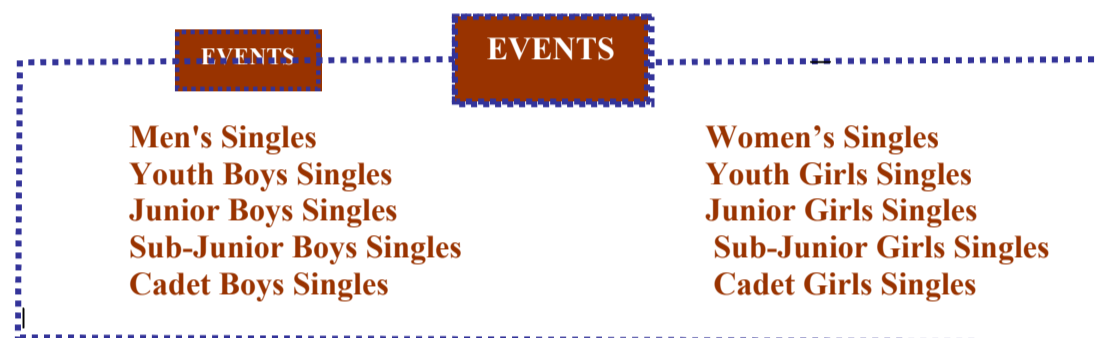 EVENTS
EVENTS
Men's Singles
Women’s Singles
Youth Boys Singles
Youth Girls Singles
Junior Boys Singles
Junior Girls Singles
Sub-Junior Boys Singles
Sub-Junior Girls Singles
Cadet Boys Singles
Cadet Girls Singles